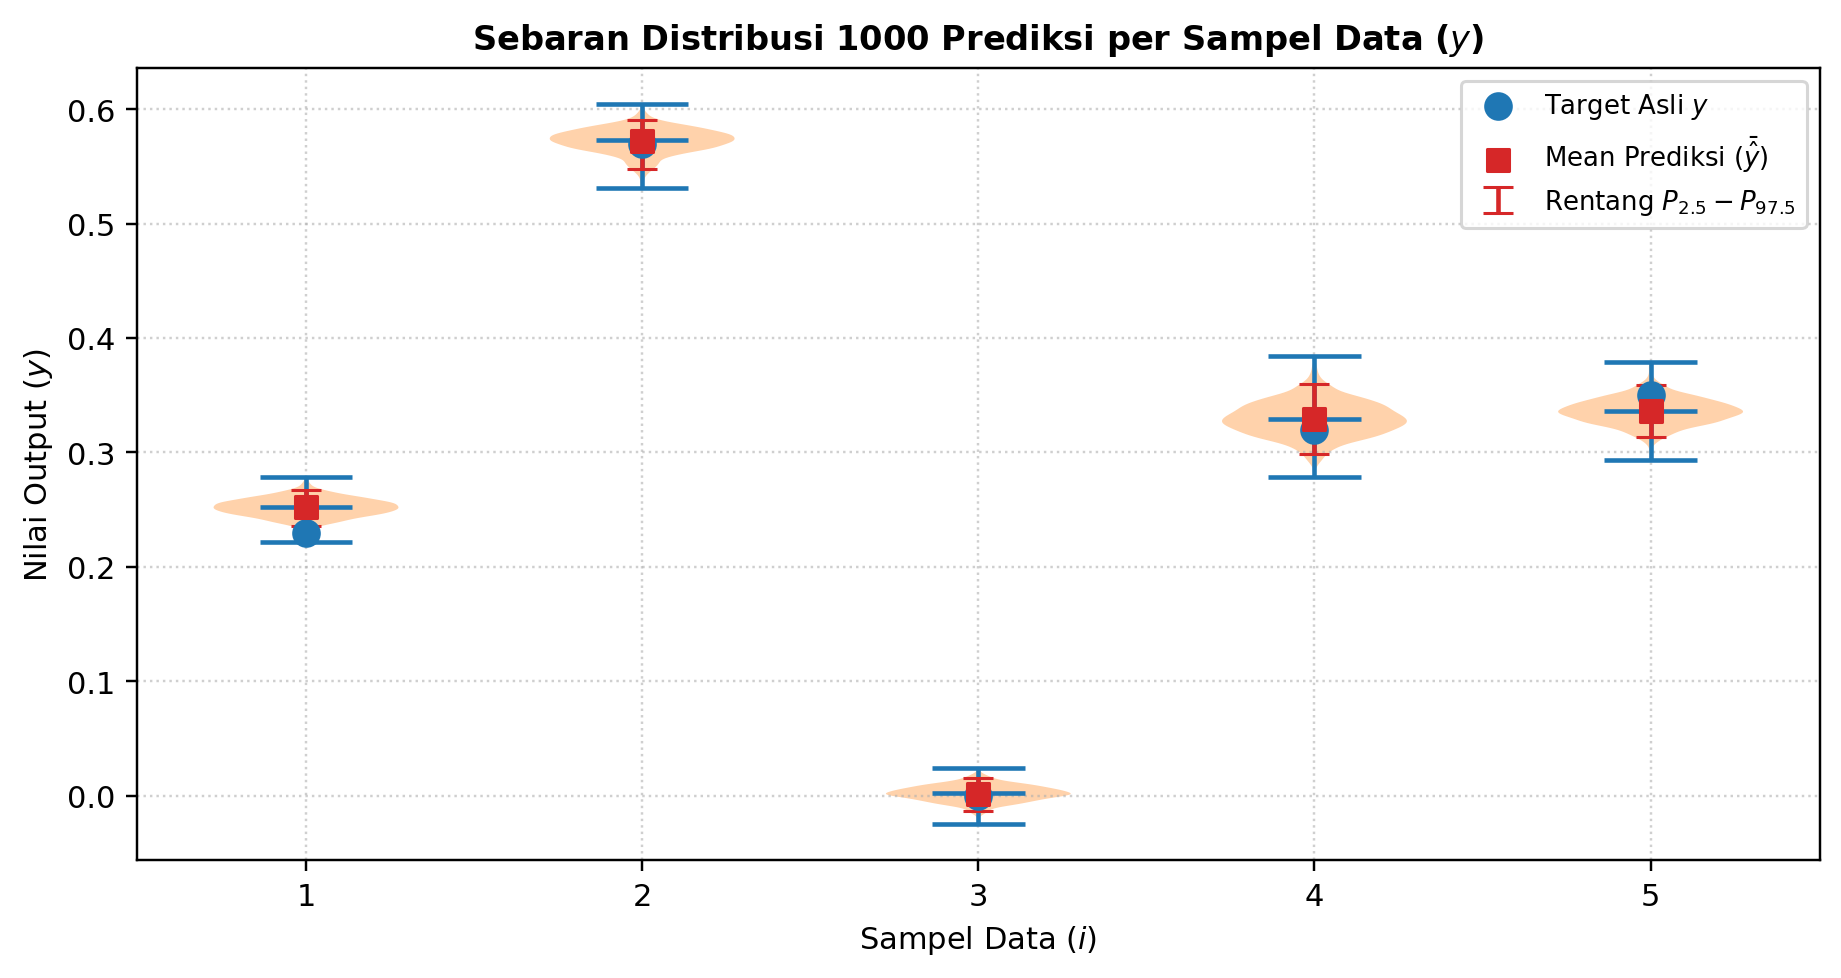 Sebaran Distribusi 1000 Prediksi per Sampel Data (y)
Target Asli y
Mean Prediksi (ŷ̄)
Rentang P₂.₅ − P₉₇.₅
Nilai Output (y)
0.6
0.5
0.4
0.3
0.2
0.1
0.0
1 2 3 4 5
Sampel Data (i)